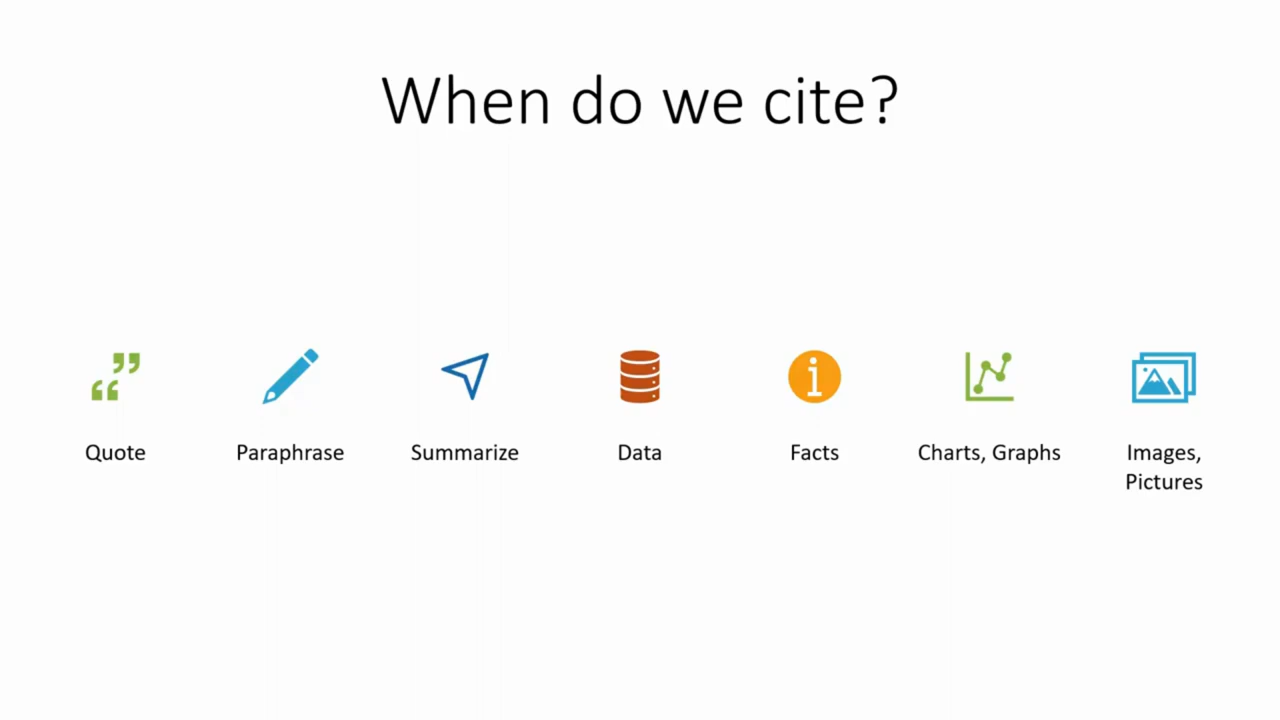 When do we cite?
Quote
Paraphrase
Summarize
Data
Facts
Charts, Graphs
Images,
Pictures